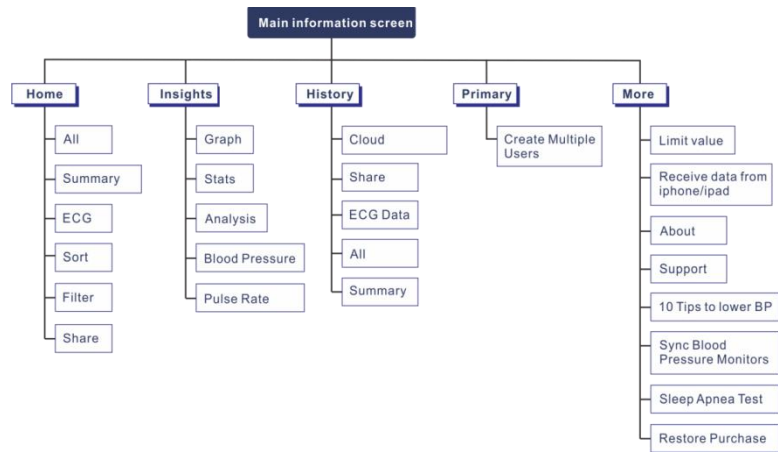 Main information screen
Home
All
Summary
ECG
Sort
Filter
Share
Insights
Graph
Stats
Analysis
Blood Pressure
Pulse Rate
History
Cloud
Share
ECG Data
All
Summary
Primary
Create Multiple
Users
More
Limit value
Receive data from
iphone/ipad
About
Support
10 Tips to lower BP
Sync Blood
Pressure Monitors
Sleep Apnea Test
Restore Purchase